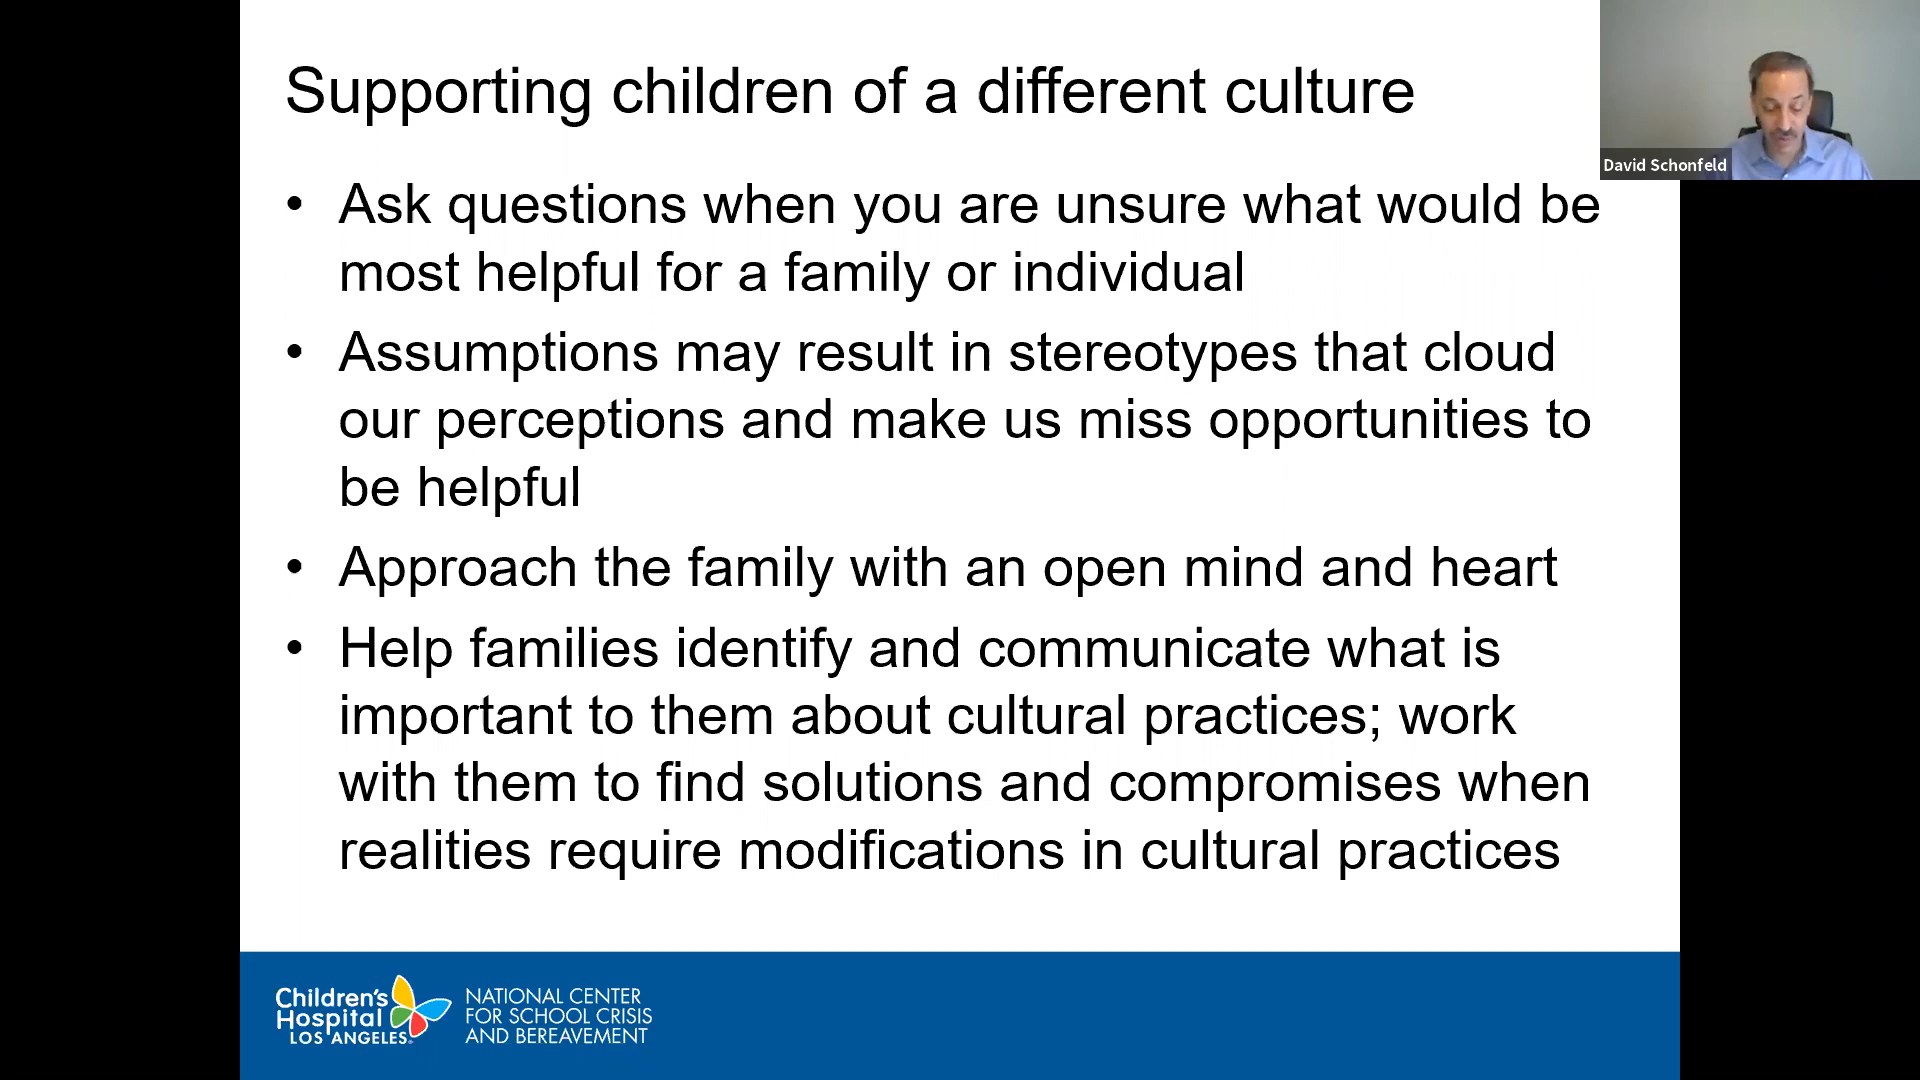 Supporting children of a different culture
David Schonfeld
• Ask questions when you are unsure what would be
most helpful for a family or individual
• Assumptions may result in stereotypes that cloud
our perceptions and make us miss opportunities to
be helpful
• Approach the family with an open mind and heart
• Help families identify and communicate what is
important to them about cultural practices; work
with them to find solutions and compromises when
realities require modifications in cultural practices
Children's
Hospital
LOS ANGELES®
NATIONAL CENTER
FOR SCHOOL CRISIS
AND BEREAVEMENT